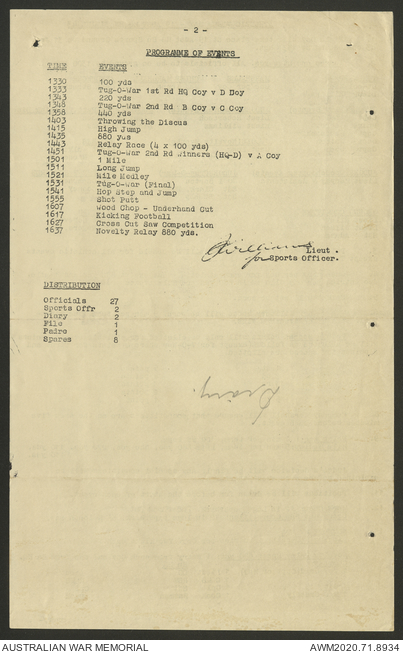 - 2 -
PROGRAMME OF EVENTS
TIME EVENTS
1330 100 yds
1333 Tug-O-War 1st Rd HQ Coy v D Doy
1343 220 yds
1348 Tug-O-War 2nd Rd B Coy v C Coy
1358 440 yds
1403 Throwing the Discus
1415 High Jump
1435 880 yds
1443 Relay Race (4 x 100 yds)
1451 Tug-O-War 2nd Rd Winners (HQ-D) v A Coy
1501 1 Mile
1511 Long Jump
1521 Mile Medley
1531 Tug-O-War (Final)
1541 Hop Step and Jump
1555 Shot Putt
1607 Wood Chop - Underhand Cut
1617 Kicking Football
1627 Cross Cut Saw Competition
1637 Novelty Relay 880 yds.
Williams Lieut.
for Sports Officer.
DISTRIBUTION
Officials 27
Sports Offr 2
Diary 2
File 1
Padre 1
Spares 8
Diary.
AUSTRALIAN WAR MEMORIAL AWM2020.71.8934